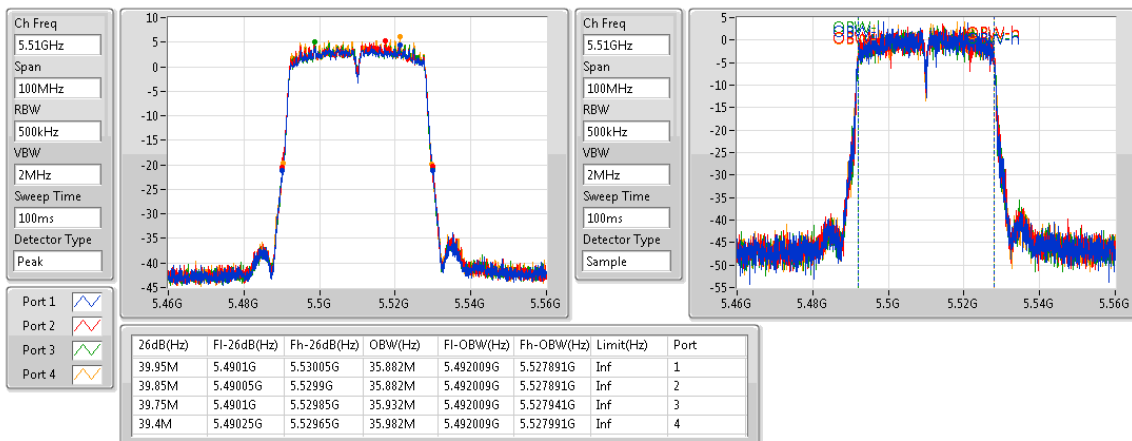 Ch Freq
5.51GHz
Span
100MHz
RBW
500kHz
VBW
2MHz
Sweep Time
100ms
Detector Type
Peak
Port 1
Port 2
Port 3
Port 4
10
5
0
-5
-10
-15
-20
-25
-30
-35
-40
-45
5.46G 5.48G 5.5G 5.52G 5.54G 5.56G
Ch Freq
5.51GHz
Span
100MHz
RBW
500kHz
VBW
2MHz
Sweep Time
100ms
Detector Type
Sample
5
0
-5
-10
-15
-20
-25
-30
-35
-40
-45
-50
-55
5.46G 5.48G 5.5G 5.52G 5.54G 5.56G
26dB(Hz) Fl-26dB(Hz) Fh-26dB(Hz) OBW(Hz) Fl-OBW(Hz) Fh-OBW(Hz) Limit(Hz) Port
39.95M 5.4901G 5.53005G 35.882M 5.492009G 5.527891G Inf 1
39.85M 5.49005G 5.5299G 35.882M 5.492009G 5.527891G Inf 2
39.75M 5.4901G 5.52985G 35.932M 5.492009G 5.527941G Inf 3
39.4M 5.49025G 5.52965G 35.982M 5.492009G 5.527991G Inf 4